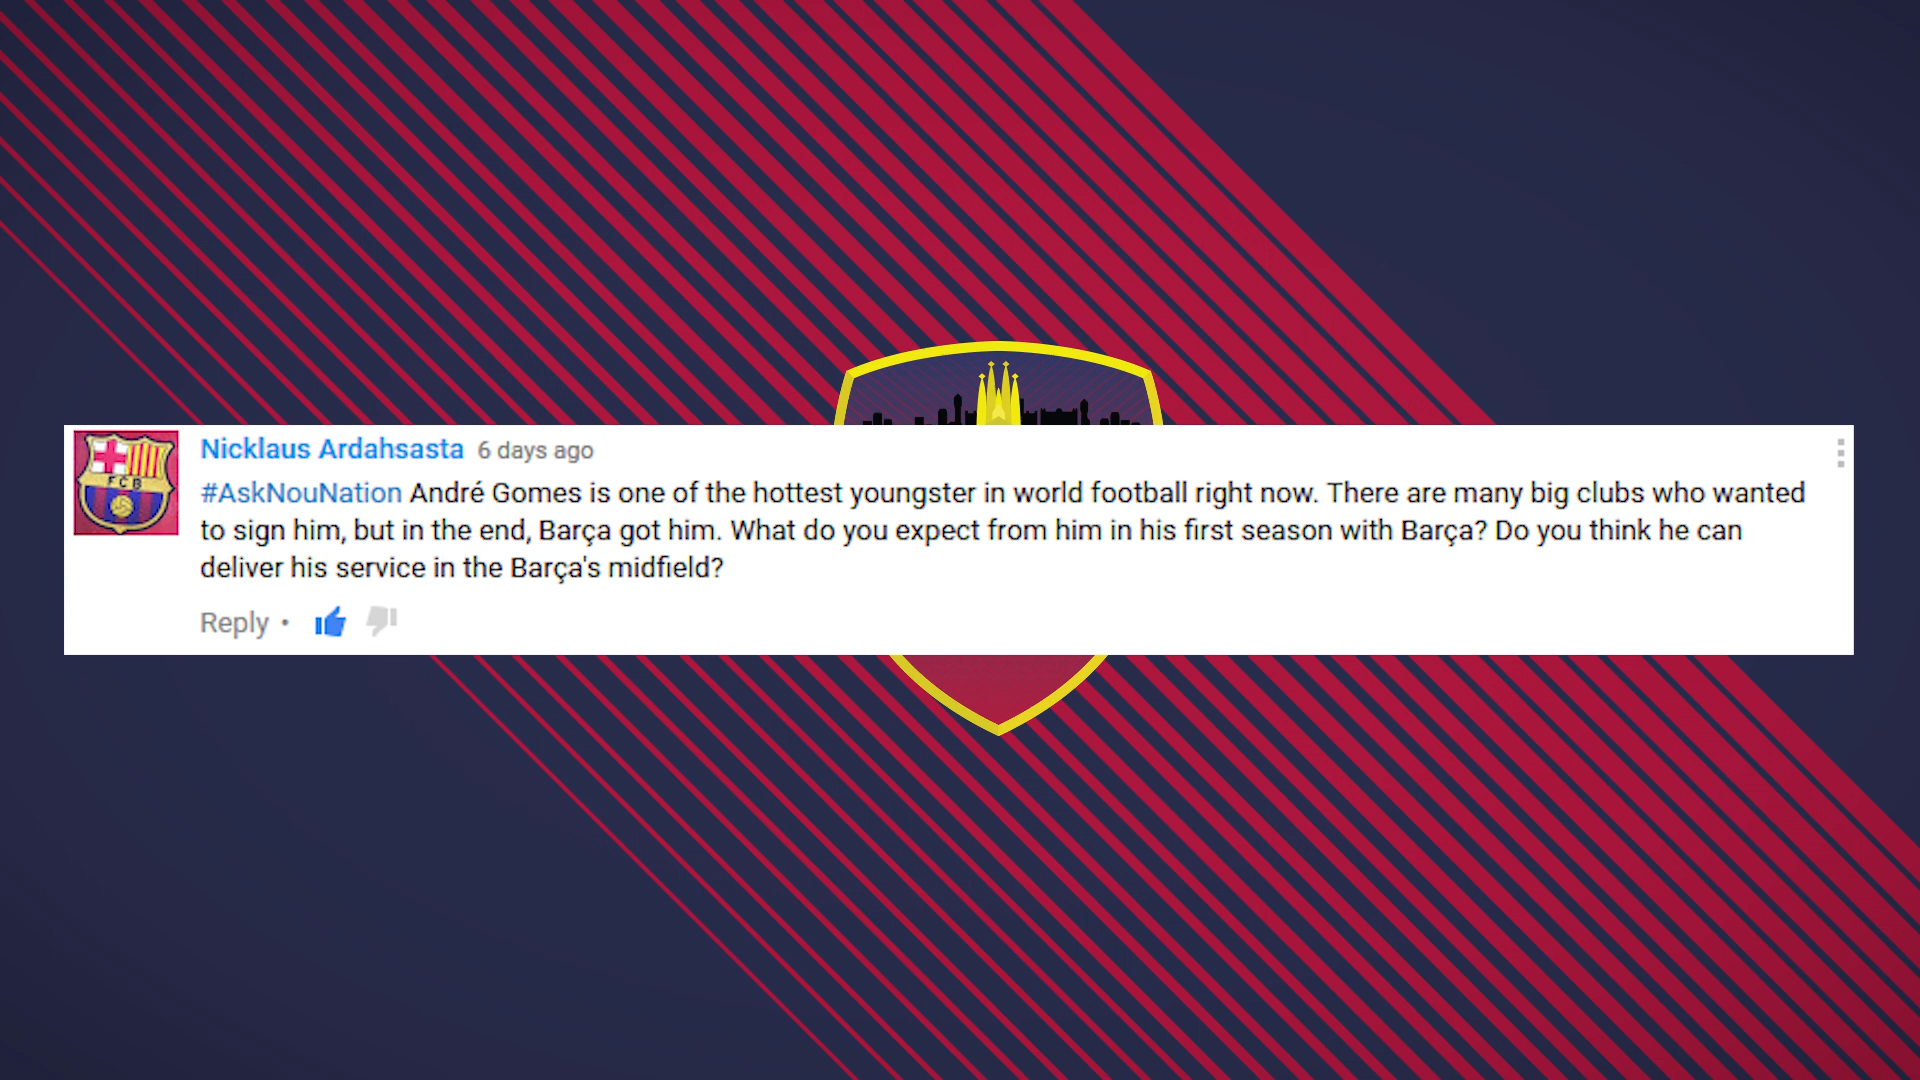 Nicklaus Ardahsasta 6 days ago
#AskNouNation André Gomes is one of the hottest youngster in world football right now. There are many big clubs who wanted
to sign him, but in the end, Barça got him. What do you expect from him in his first season with Barça? Do you think he can
deliver his service in the Barça's midfield?
Reply •
FCB